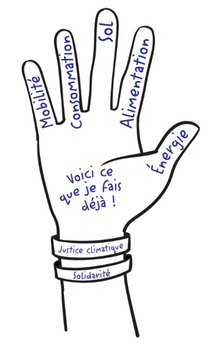 Mobilité
Consommation
Sol
Alimentation
Énergie
Voici ce
que je fais
déjà !
Justice climatique
Solidarité